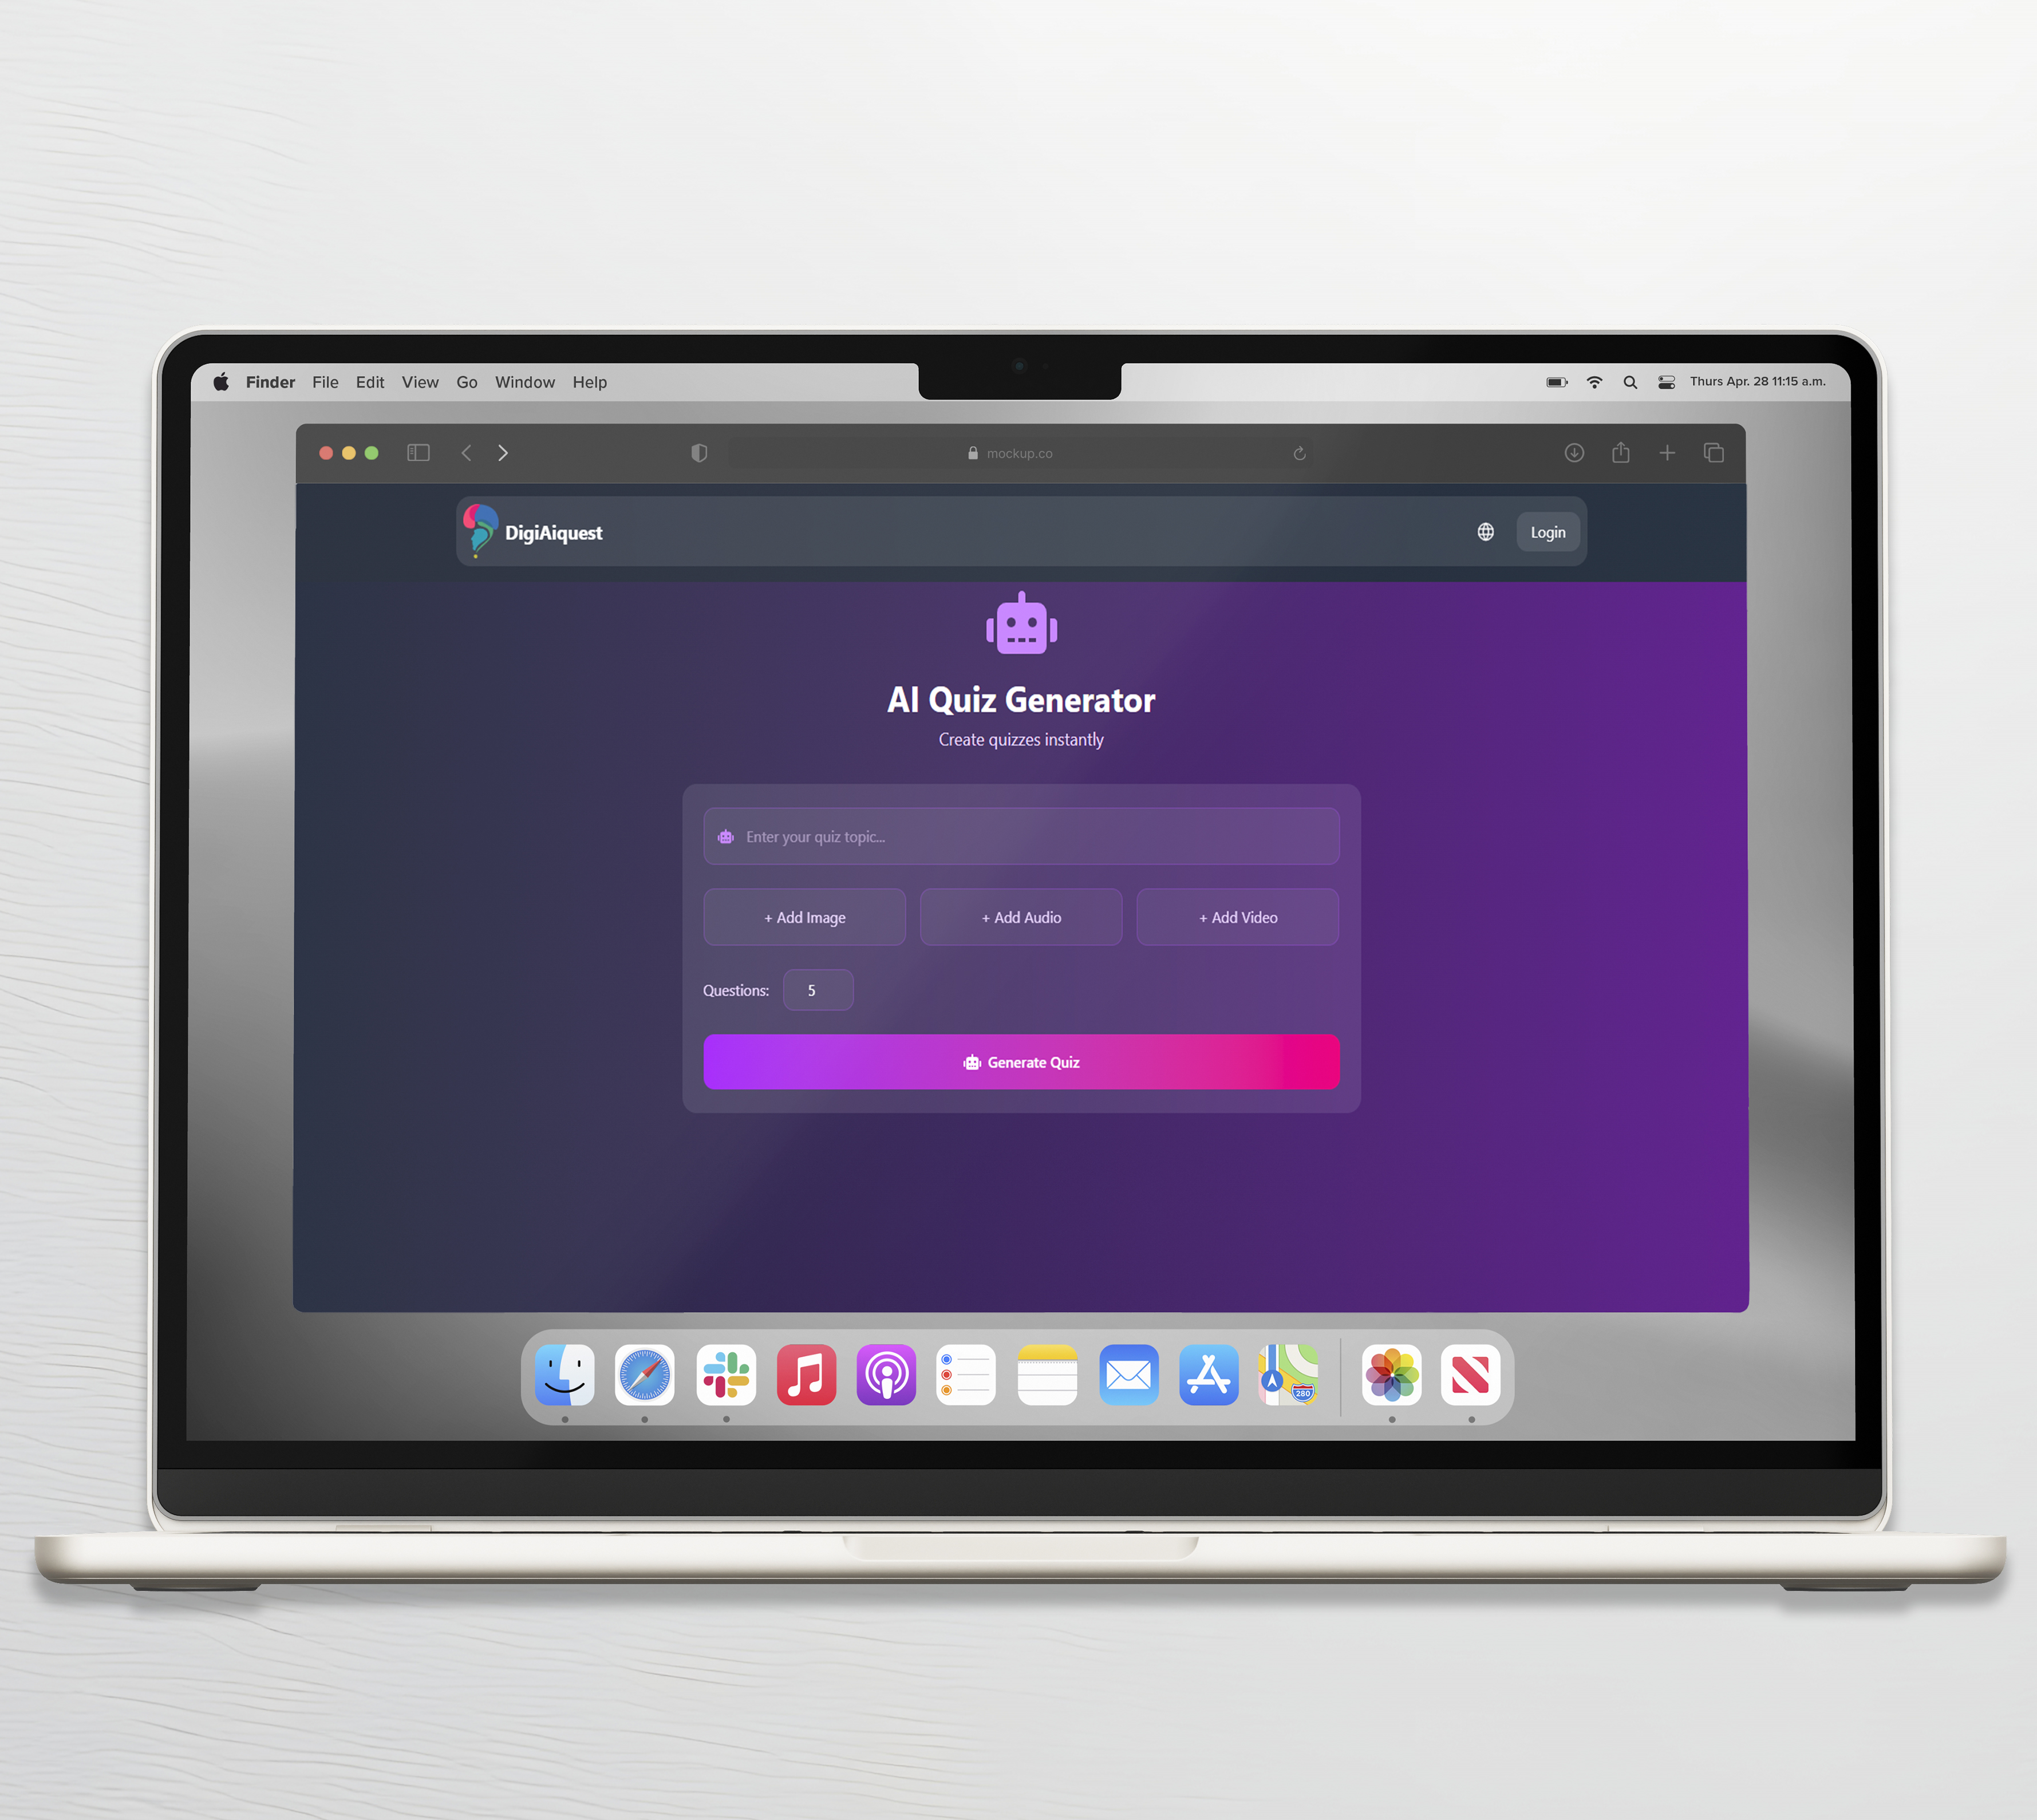 Finder File Edit View Go Window Help
Thurs Apr. 28 11:15 a.m.
mockup.co
DigiAiquest
Login
AI Quiz Generator
Create quizzes instantly
Enter your quiz topic...
+ Add Image + Add Audio + Add Video
Questions: 5
Generate Quiz
280